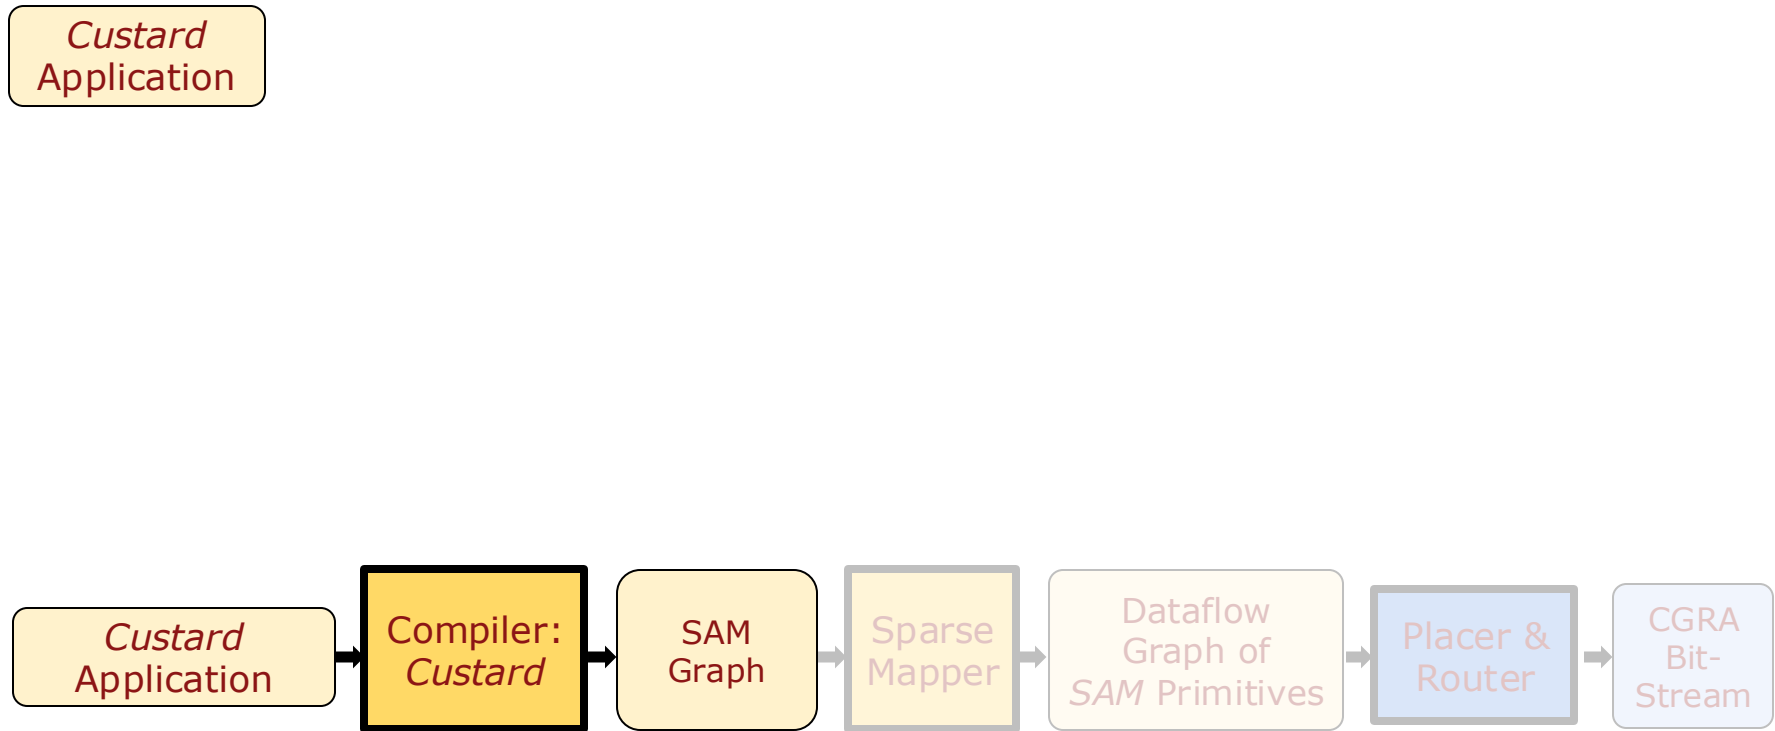 Custard
Application
Custard
Application
Compiler:
Custard
SAM
Graph
Sparse
Mapper
Dataflow
Graph of
SAM Primitives
Placer &
Router
CGRA
Bit-
Stream